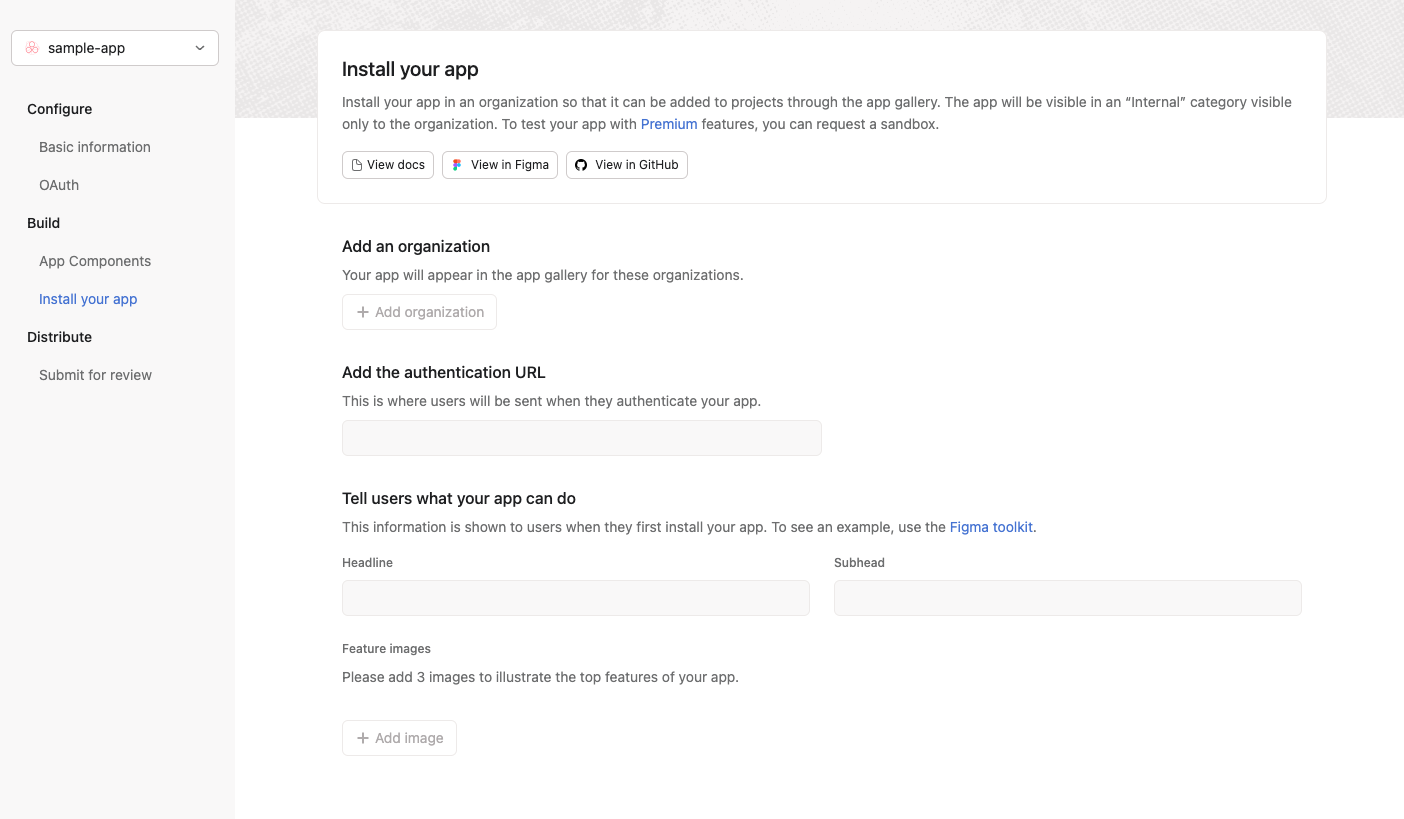 sample-app
Configure
Basic information
OAuth
Build
App Components
Install your app
Distribute
Submit for review
Install your app
Install your app in an organization so that it can be added to projects through the app gallery. The app will be visible in an “Internal” category visible
only to the organization. To test your app with Premium features, you can request a sandbox.
View docs
View in Figma
View in GitHub
Add an organization
Your app will appear in the app gallery for these organizations.
+ Add organization
Add the authentication URL
This is where users will be sent when they authenticate your app.
Tell users what your app can do
This information is shown to users when they first install your app. To see an example, use the Figma toolkit.
Headline
Subhead
Feature images
Please add 3 images to illustrate the top features of your app.
+ Add image